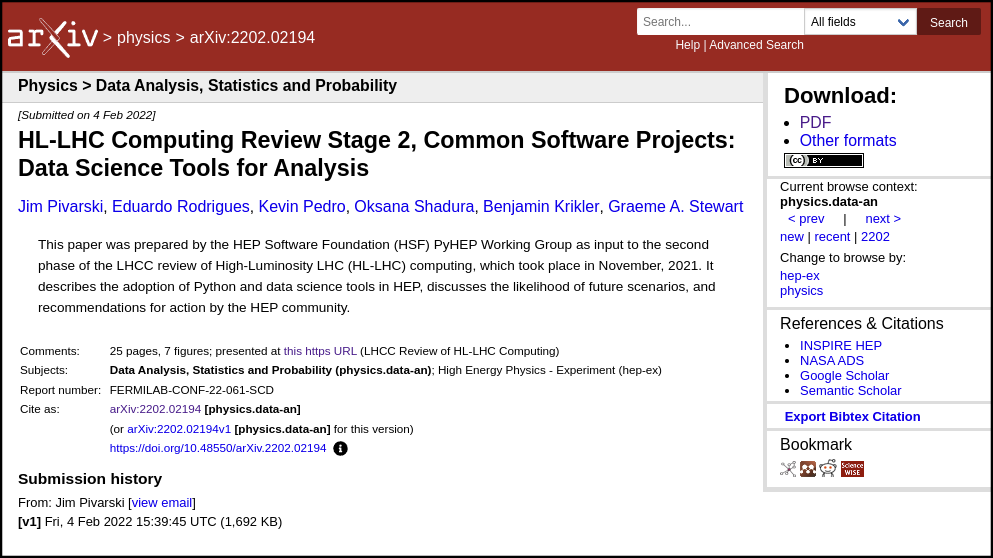 arXiv > physics > arXiv:2202.02194
Search...
All fields
Search
Help | Advanced Search
Physics > Data Analysis, Statistics and Probability
[Submitted on 4 Feb 2022]
HL-LHC Computing Review Stage 2, Common Software Projects:
Data Science Tools for Analysis
Jim Pivarski, Eduardo Rodrigues, Kevin Pedro, Oksana Shadura, Benjamin Krikler, Graeme A. Stewart
This paper was prepared by the HEP Software Foundation (HSF) PyHEP Working Group as input to the second
phase of the LHCC review of High-Luminosity LHC (HL-LHC) computing, which took place in November, 2021. It
describes the adoption of Python and data science tools in HEP, discusses the likelihood of future scenarios, and
recommendations for action by the HEP community.
Comments: 25 pages, 7 figures; presented at this https URL (LHCC Review of HL-LHC Computing)
Subjects: Data Analysis, Statistics and Probability (physics.data-an); High Energy Physics - Experiment (hep-ex)
Report number: FERMILAB-CONF-22-061-SCD
Cite as: arXiv:2202.02194 [physics.data-an]
(or arXiv:2202.02194v1 [physics.data-an] for this version)
https://doi.org/10.48550/arXiv.2202.02194
Submission history
From: Jim Pivarski [view email]
[v1] Fri, 4 Feb 2022 15:39:45 UTC (1,692 KB)
Download:
PDF
Other formats
(cc) BY
Current browse context:
physics.data-an
< prev | next >
new | recent | 2202
Change to browse by:
hep-ex
physics
References & Citations
INSPIRE HEP
NASA ADS
Google Scholar
Semantic Scholar
Export Bibtex Citation
Bookmark
Science
WISE